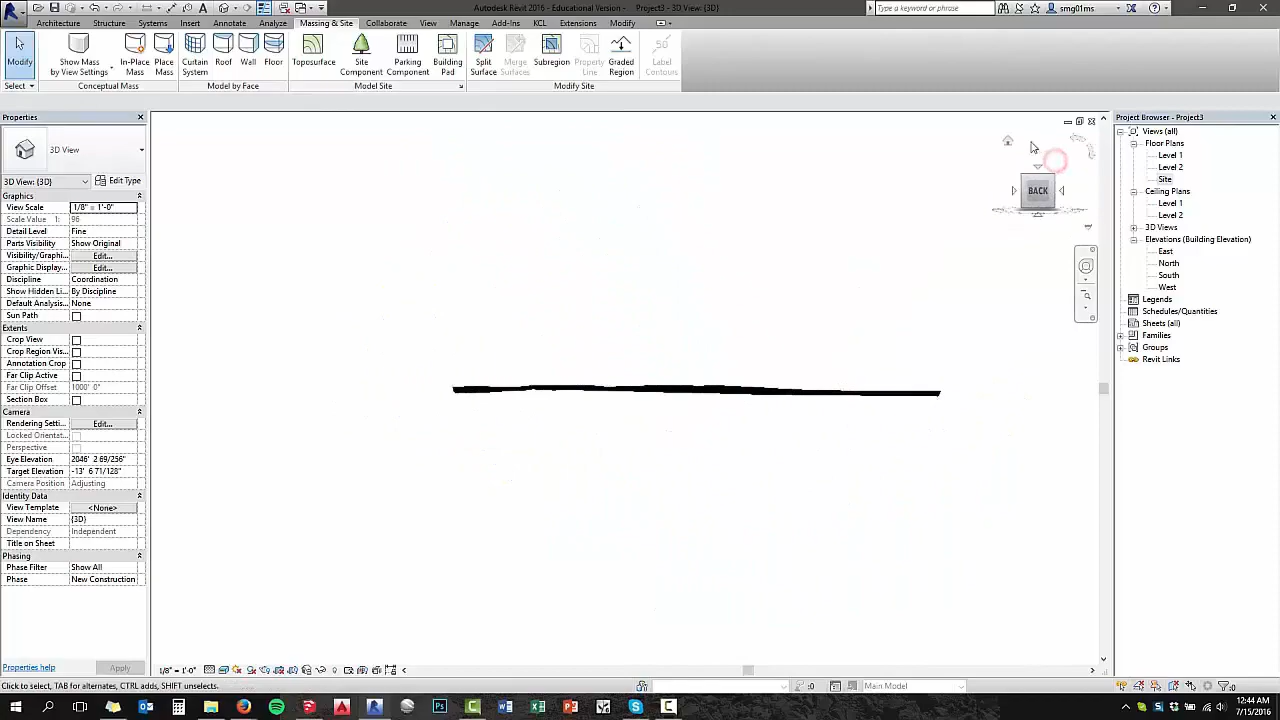 Autodesk Revit 2016 - Educational Version - Project3 - 3D View: {3D}
Type a keyword or phrase
smg01ms
Architecture Structure Systems Insert Annotate Analyze Massing & Site Collaborate View Manage Add-Ins KCL Extensions Modify
Modify
Show Mass
by View Settings
In-Place
Mass
Place
Mass
Curtain
System
Roof
Wall
Floor
Toposurface
Site
Component
Parking
Component
Building
Pad
Split
Surface
Merge
Surfaces
Subregion
Property
Line
Graded
Region
50
Label
Contours
Select
Conceptual Mass
Model by Face
Model Site
Modify Site
Properties
3D View
3D View: {3D}
Edit Type
Graphics
View Scale 1/8" = 1'-0"
Scale Value 1: 96
Detail Level Fine
Parts Visibility Show Original
Visibility/Graphi... Edit...
Graphic Display... Edit...
Discipline Coordination
Show Hidden Li... By Discipline
Default Analysis... None
Sun Path
Extents
Crop View
Crop Region Vis...
Annotation Crop
Far Clip Active
Far Clip Offset 1000' 0"
Section Box
Camera
Rendering Setti... Edit...
Locked Orientat...
Perspective
Eye Elevation 2046' 2 69/256"
Target Elevation -13' 6 71/128"
Camera Position Adjusting
Identity Data
View Template <None>
View Name {3D}
Dependency Independent
Title on Sheet
Phasing
Phase Filter Show All
Phase New Construction
Properties help
Apply
BACK
Project Browser - Project3
Views (all)
Floor Plans
Level 1
Level 2
Site
Ceiling Plans
Level 1
Level 2
3D Views
Elevations (Building Elevation)
East
North
South
West
Legends
Schedules/Quantities
Sheets (all)
Families
Groups
Revit Links
1/8" = 1'-0"
Click to select, TAB for alternates, CTRL adds, SHIFT unselects.
:0
Main Model
:0
12:44 AM
7/15/2016